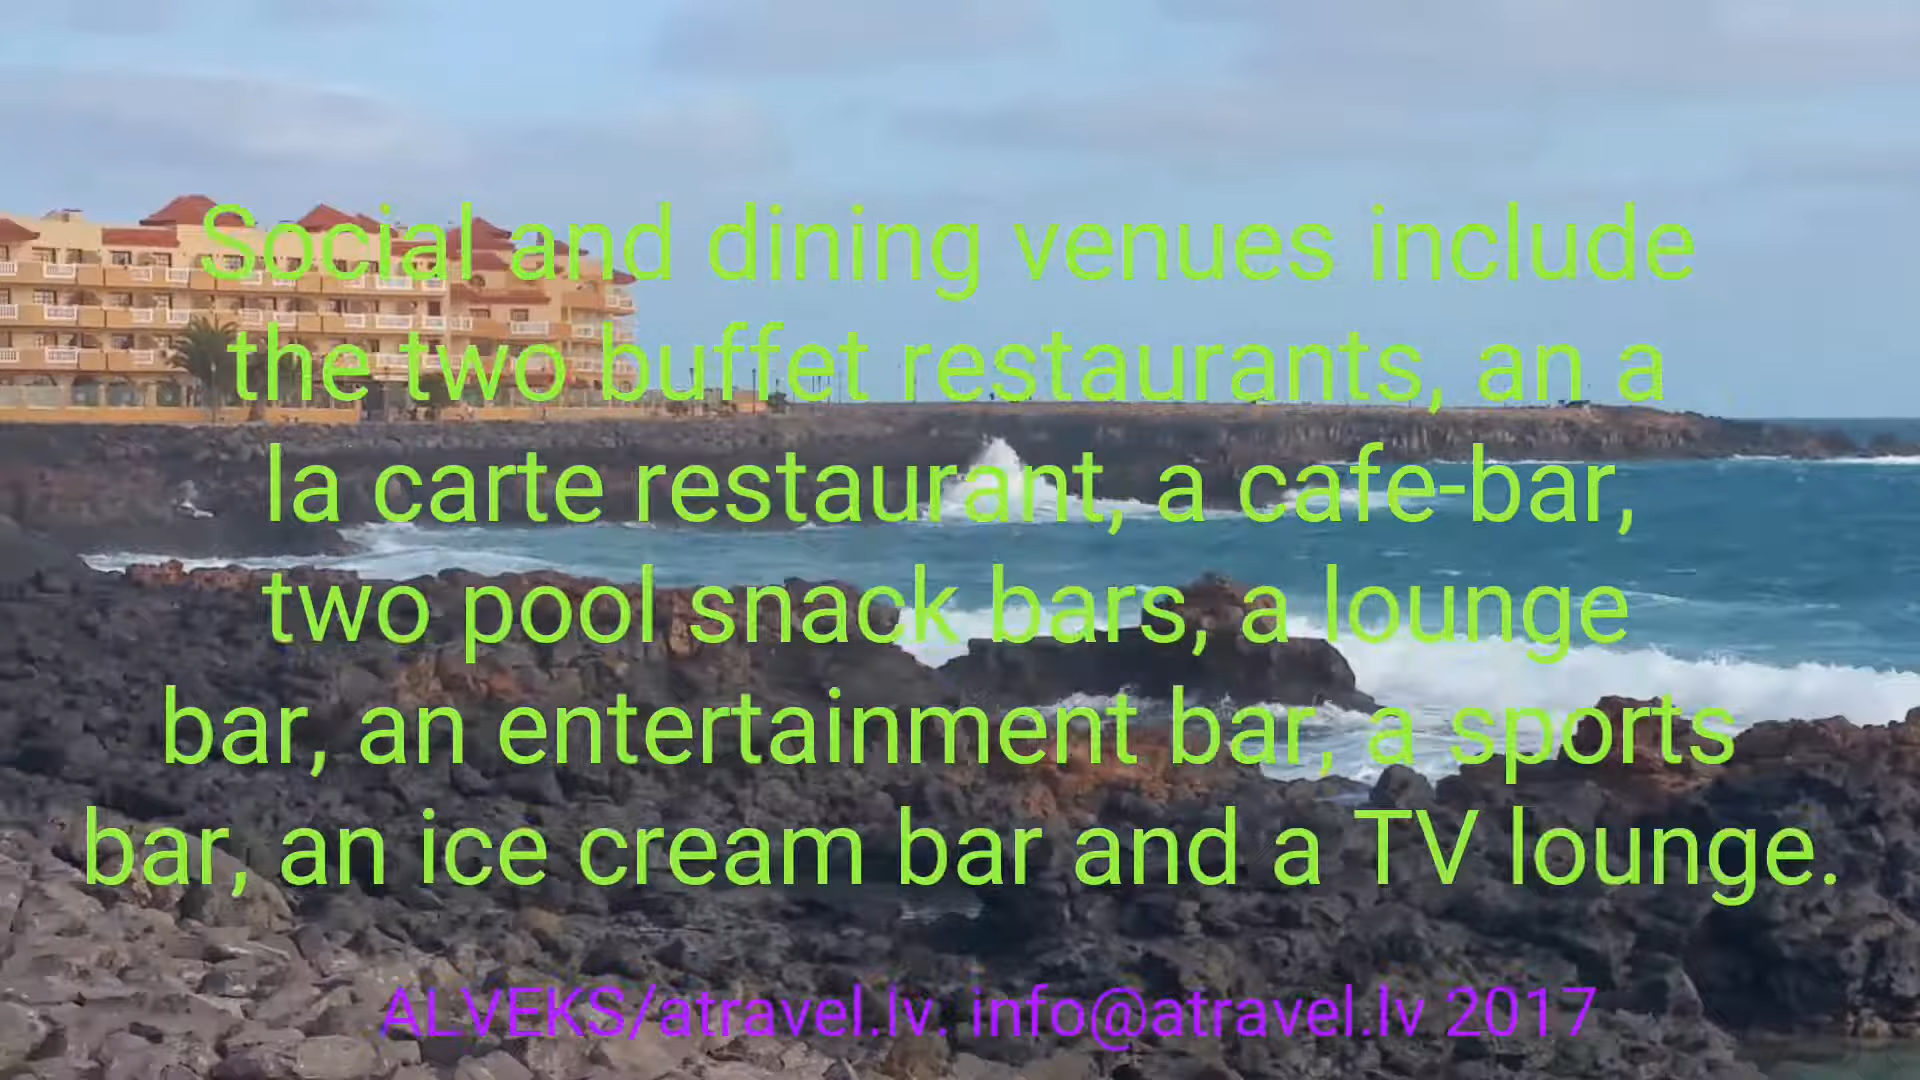 Social and dining venues include
the two buffet restaurants, an a
la carte restaurant, a cafe-bar,
two pool snack bars, a lounge
bar, an entertainment bar, a sports
bar, an ice cream bar and a TV lounge.
ALVEKS/atravel.lv. info@atravel.lv 2017